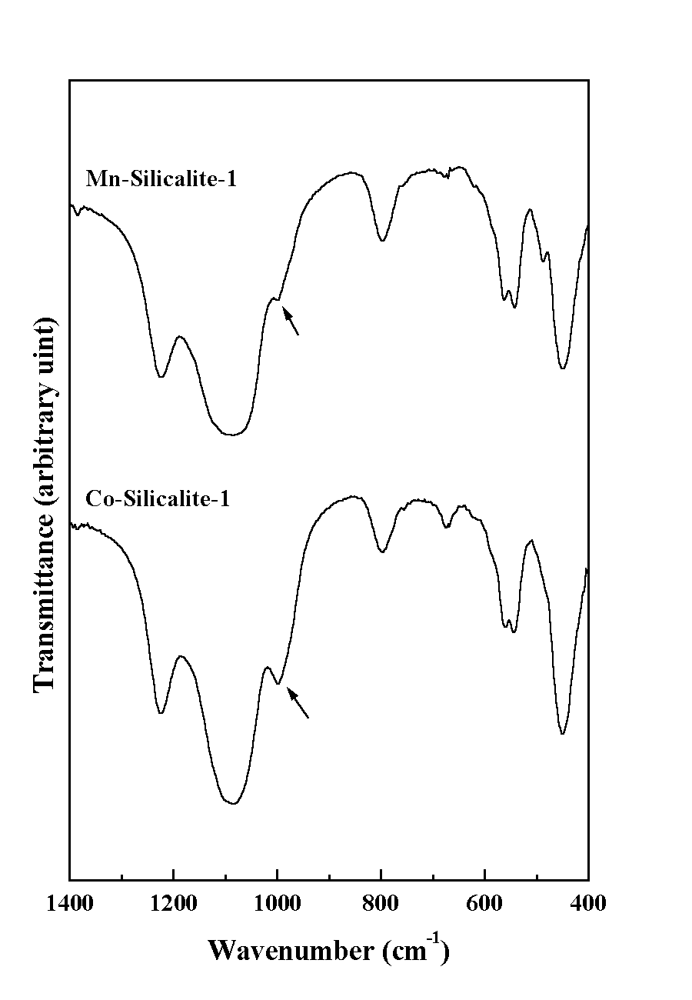 Mn-Silicalite-1
Co-Silicalite-1
Transmittance (arbitrary uint)
1400 1200 1000 800 600 400
Wavenumber (cm-1)